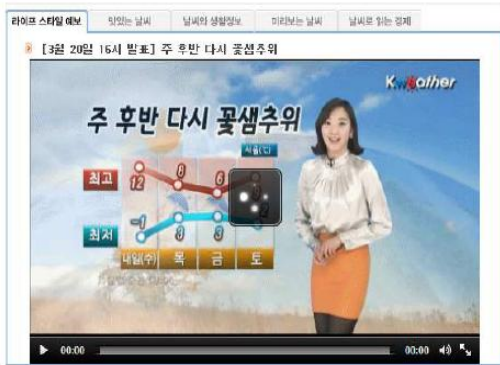 라이프 스타일 예보 맛있는 날씨 날씨와 생활정보 미리보는 날씨 날씨로 읽는 경제
[3월 20일 16시 발표] 주 후반 다시 꽃샘추위
Kweather
주 후반 다시 꽃샘추위
서울(℃)
최고 12 8 6
최저 -1 3 3
내일(수) 목 금 토
00:00 00:00